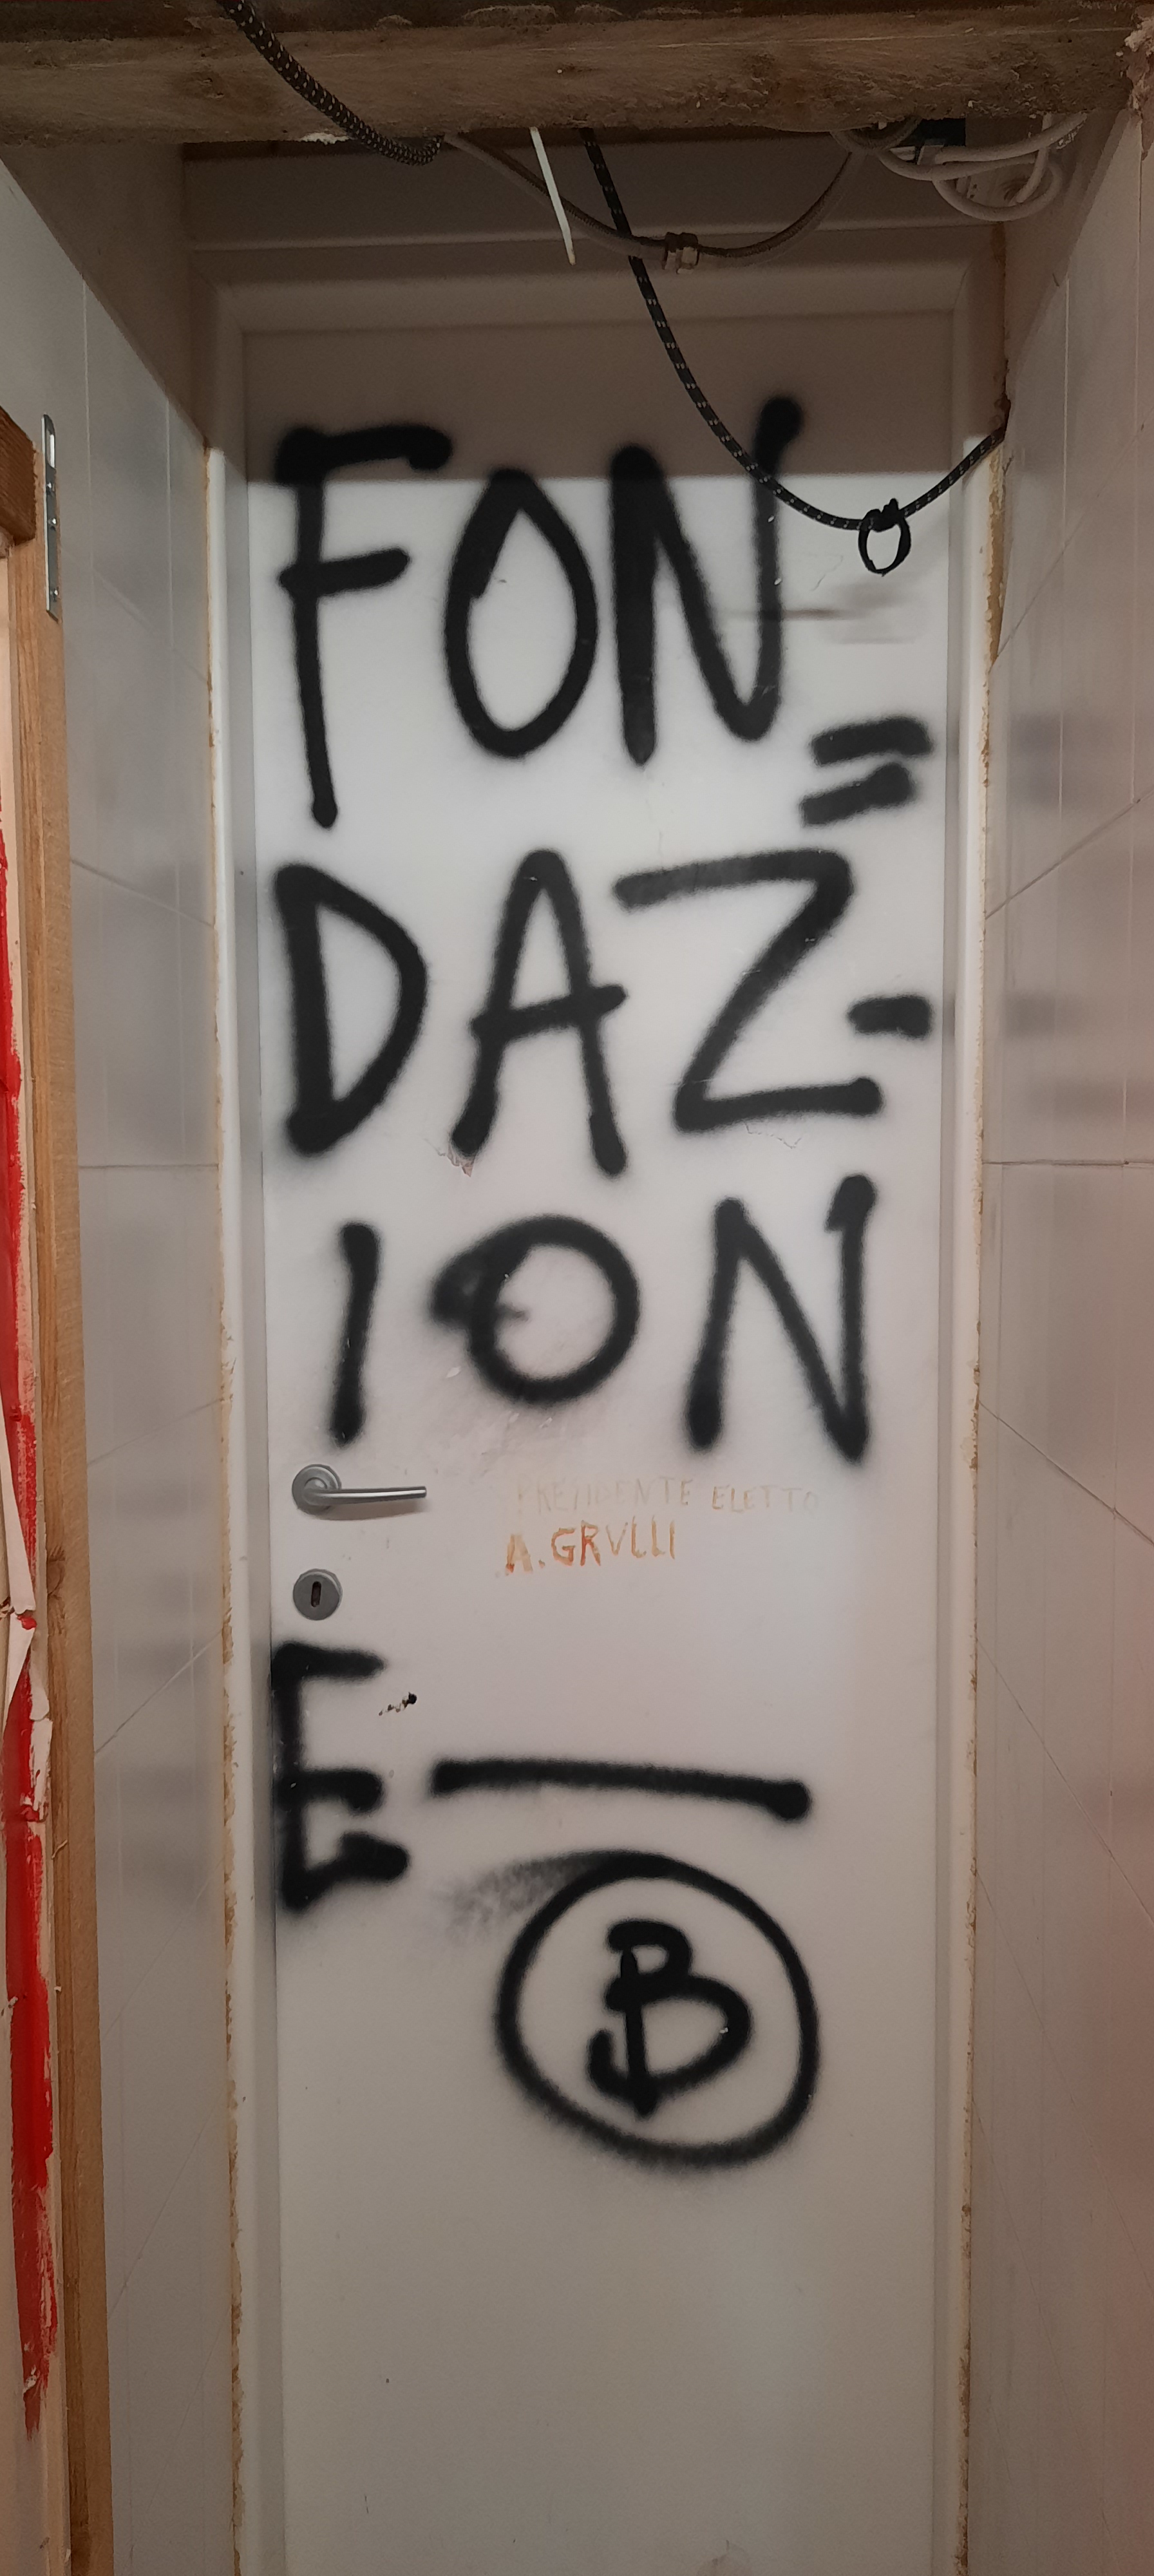 FON=
DAZ-
ION
PRESIDENTE ELETTO
A. GRULLI
E
B